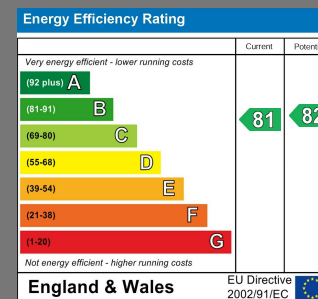 Energy Efficiency Rating
Current Potent
Very energy efficient - lower running costs
(92 plus) A
(81-91) B
(69-80) C
(55-68) D
(39-54) E
(21-38) F
(1-20) G
81
82
Not energy efficient - higher running costs
England & Wales
EU Directive
2002/91/EC